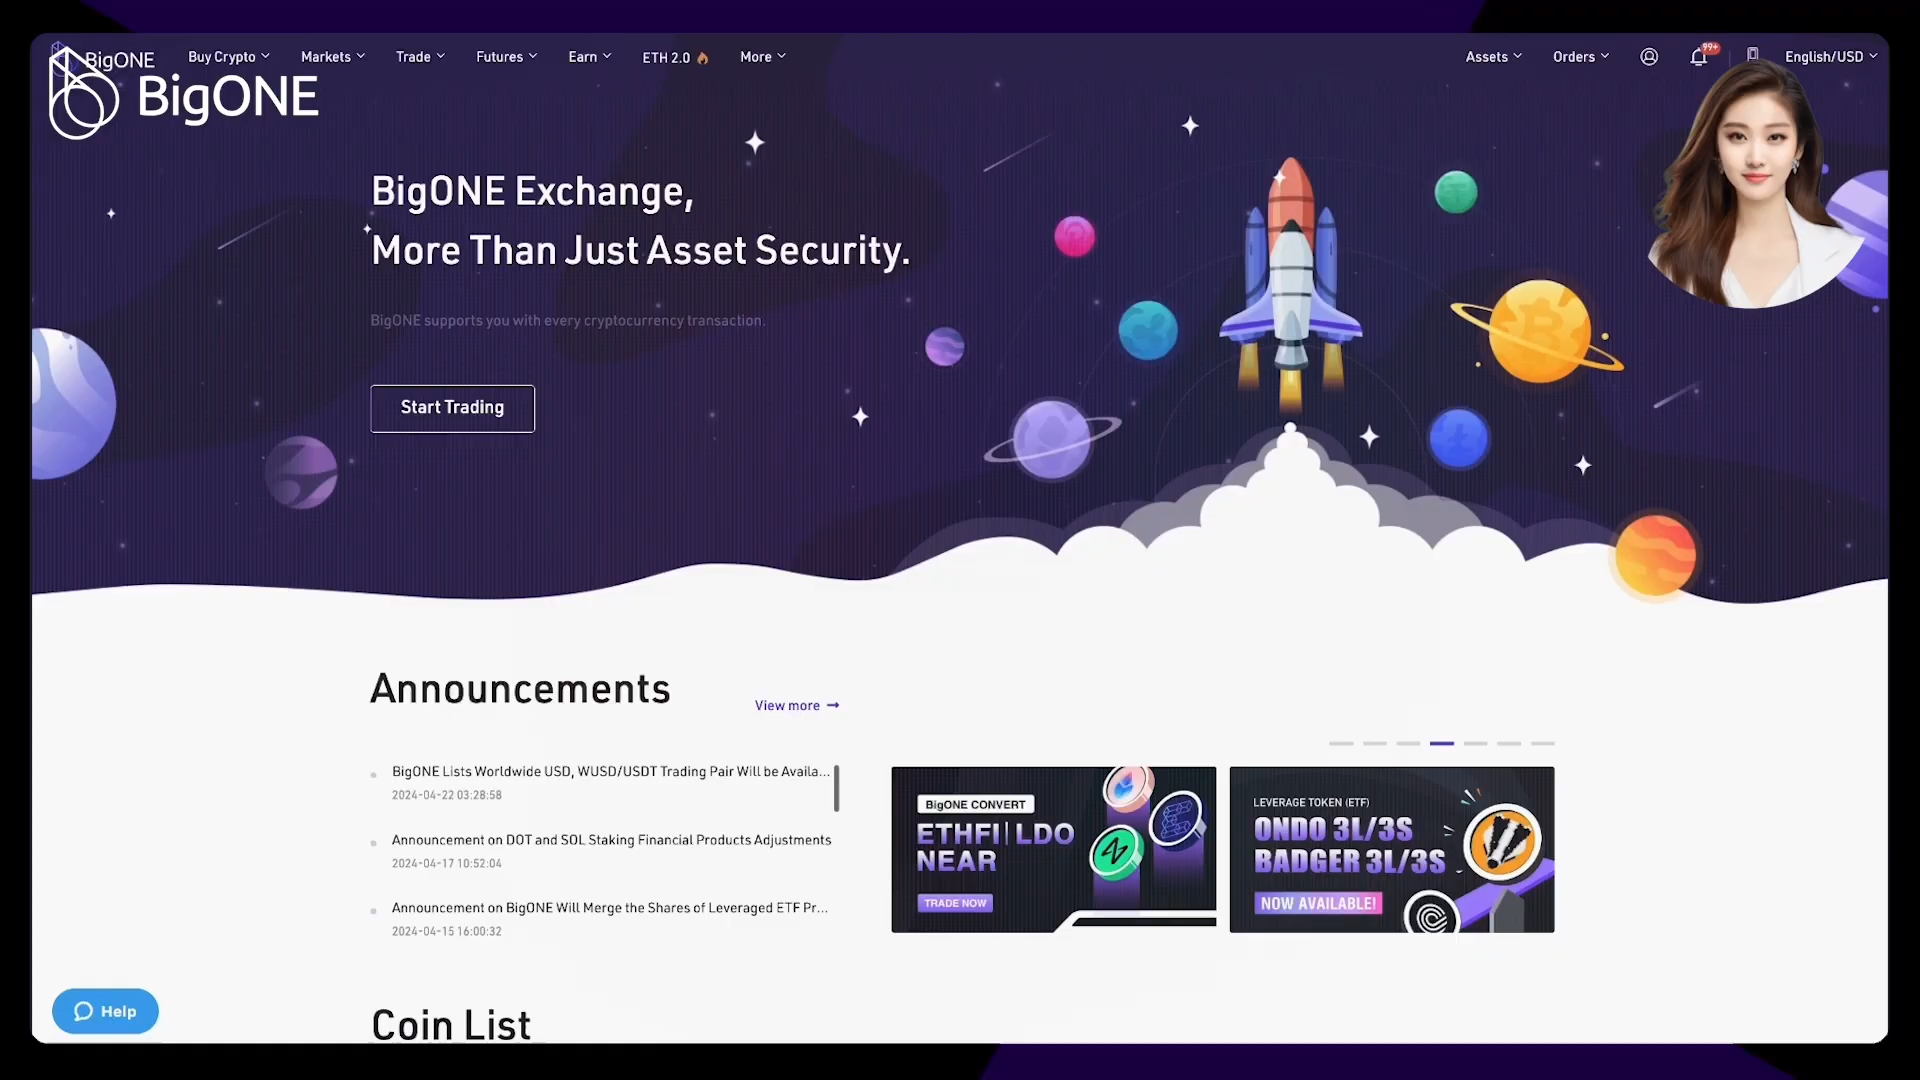 BigONE
Buy Crypto
Markets
Trade
Futures
Earn
ETH 2.0
More
Assets
Orders
99+
English/USD
BigONE
BigONE Exchange,
More Than Just Asset Security.
BigONE supports you with every cryptocurrency transaction.
Start Trading
Announcements
View more
BigONE Lists Worldwide USD, WUSD/USDT Trading Pair Will be Availa...
2024-04-22 03:28:58
Announcement on DOT and SOL Staking Financial Products Adjustments
2024-04-17 10:52:04
Announcement on BigONE Will Merge the Shares of Leveraged ETF Pr...
2024-04-15 16:00:32
BigONE CONVERT
ETHFI | LDO
NEAR
TRADE NOW
LEVERAGE TOKEN (ETF)
ONDO 3L/3S
BADGER 3L/3S
NOW AVAILABLE!
Help
Coin List